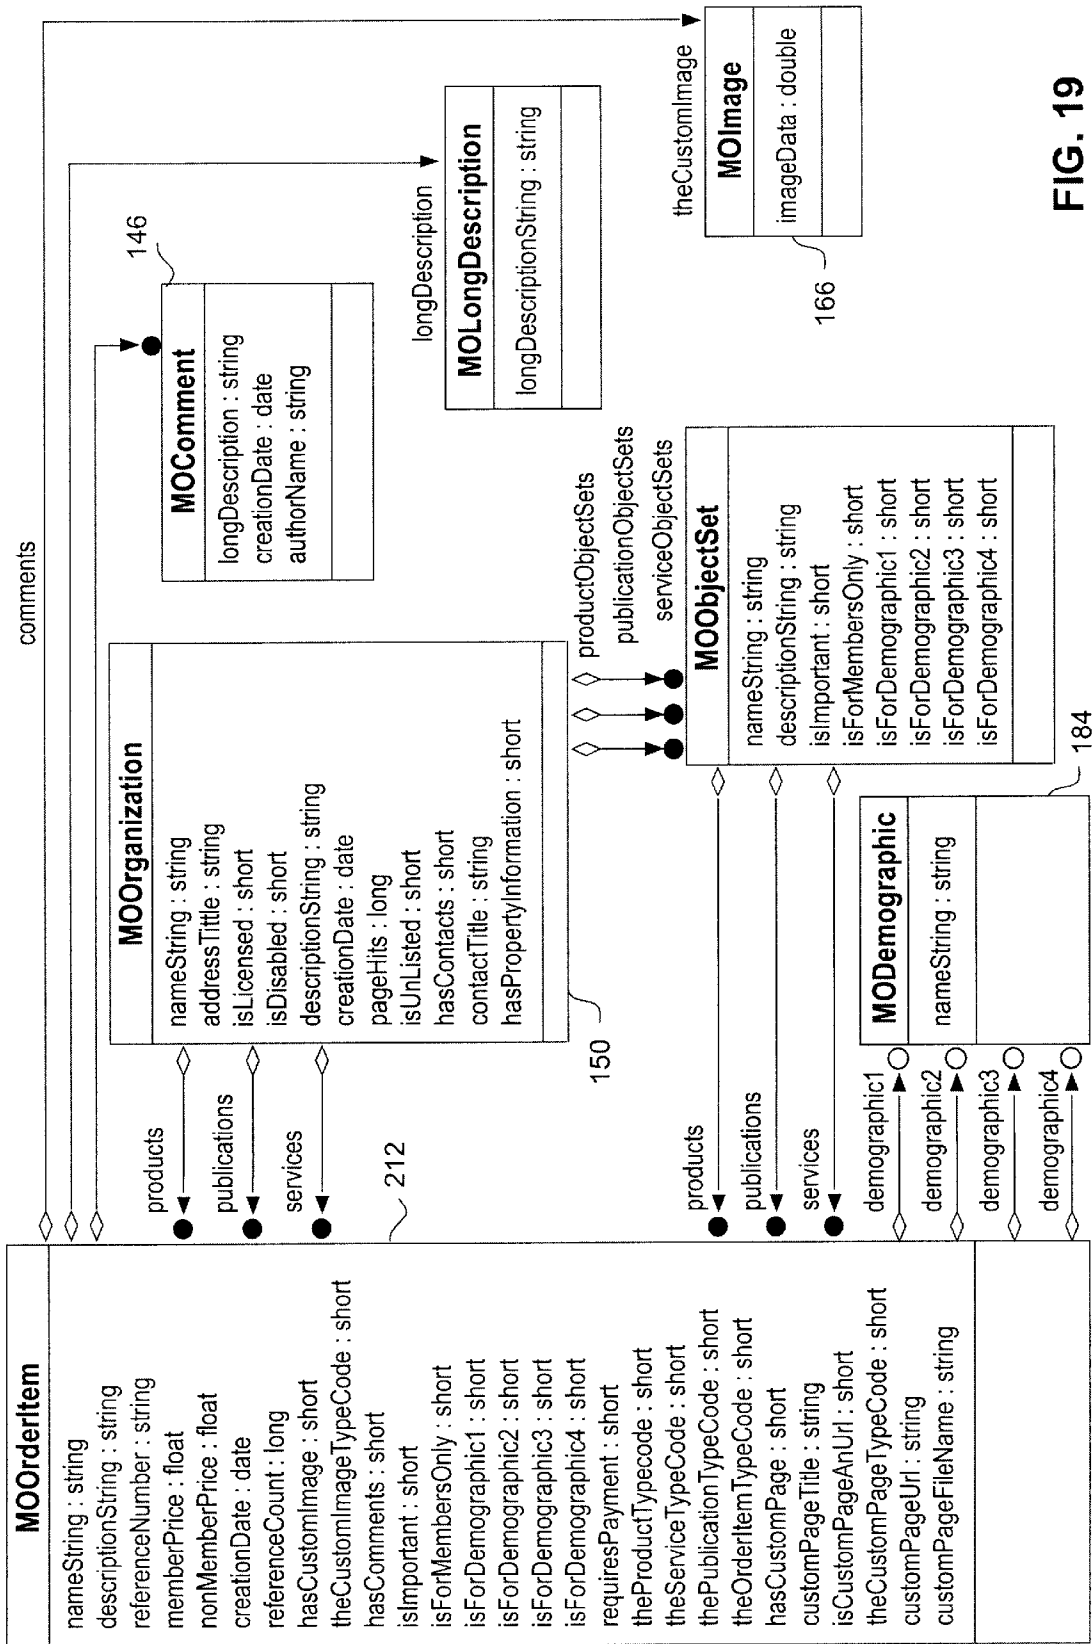 MOOrderItem
nameString : string
descriptionString : string
referenceNumber : string
memberPrice : float
nonMemberPrice : float
creationDate : date
referenceCount : long
hasCustomImage : short
theCustomImageTypeCode : short
hasComments : short
isImportant : short
isForMembersOnly : short
isForDemographic1 : short
isForDemographic2 : short
isForDemographic3 : short
isForDemographic4 : short
requiresPayment : short
theProductTypecode : short
theServiceTypeCode : short
thePublicationTypeCode : short
theOrderItemTypeCode : short
hasCustomPage : short
customPageTitle : string
isCustomPageAnUrl : short
theCustomPageTypeCode : short
customPageUrl : string
customPageFileName : string
212
products
publications
services
products
publications
services
demographic1
demographic2
demographic3
demographic4
comments
MOOrganization
nameString : string
addressTitle : string
isLicensed : short
isDisabled : short
descriptionString : string
creationDate : date
pageHits : long
isUnListed : short
hasContacts : short
contactTitle : string
hasPropertyInformation : short
150
productObjectSets
publicationObjectSets
serviceObjectSets
MODemographic
nameString : string
184
MOObjectSet
nameString : string
descriptionString : string
isImportant : short
isForMembersOnly : short
isForDemographic1 : short
isForDemographic2 : short
isForDemographic3 : short
isForDemographic4 : short
146
MOComment
longDescription : string
creationDate : date
authorName : string
longDescription
MOLongDescription
longDescriptionString : string
theCustomImage
MOImage
imageData : double
166
FIG. 19